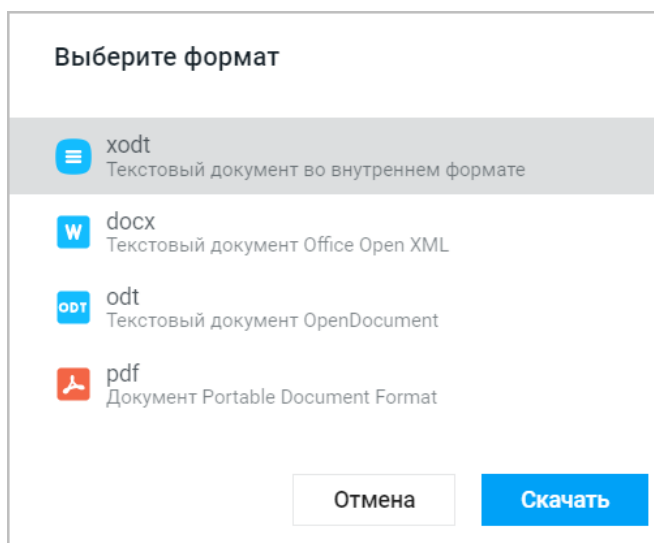 Выберите формат
xodt
Текстовый документ во внутреннем формате
W
docx
Текстовый документ Office Open XML
ODT
odt
Текстовый документ OpenDocument
pdf
Документ Portable Document Format
Отмена
Скачать